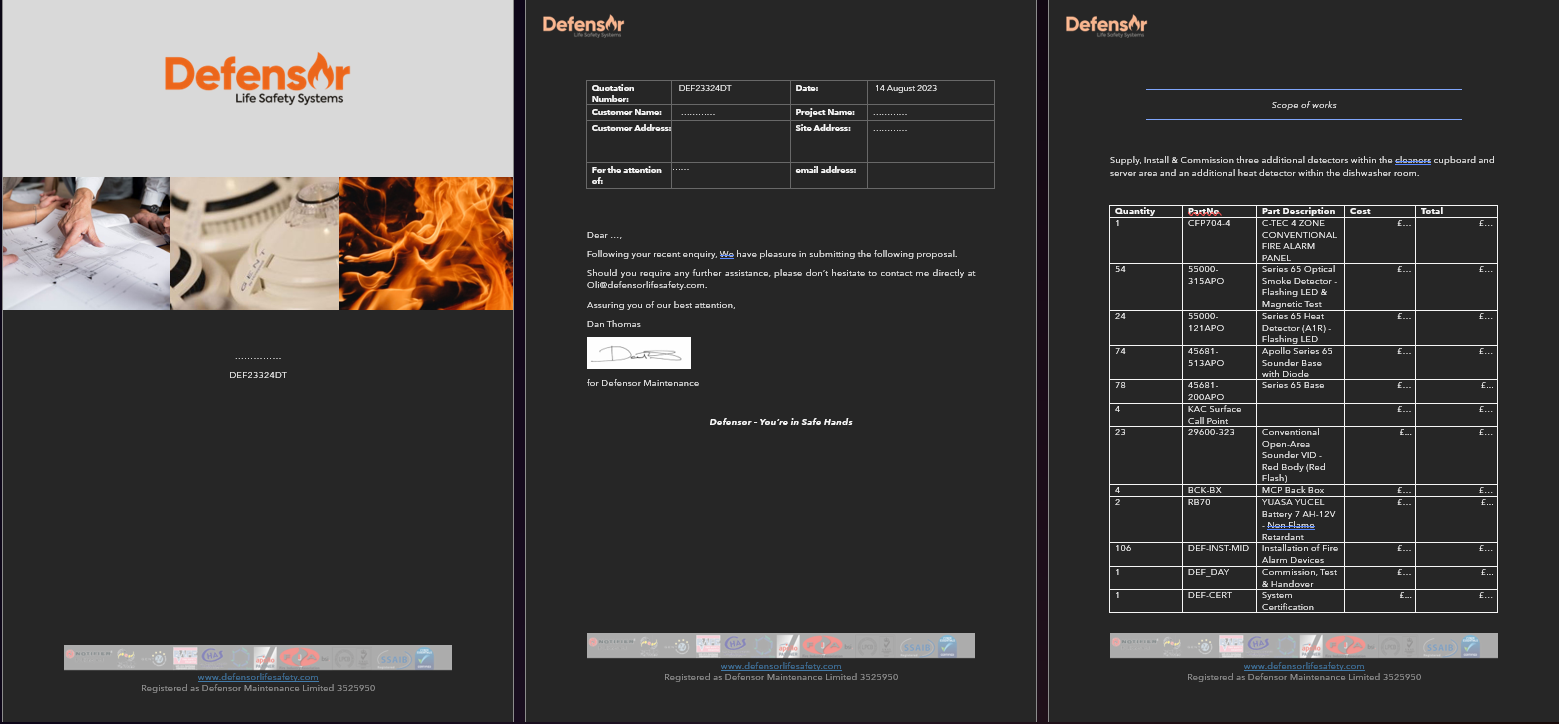 Defensor
Life Safety Systems
GENT
…………..
DEF23324DT
www.defensorlifesafety.com
Registered as Defensor Maintenance Limited 3525950
Defensor
Life Safety Systems
Quotation Number: DEF23324DT Date: 14 August 2023
Customer Name: ………… Project Name: …………
Customer Address: Site Address: …………
For the attention of: …… email address:
Dear …,
Following your recent enquiry, We have pleasure in submitting the following proposal.
Should you require any further assistance, please don't hesitate to contact me directly at
Oli@defensorlifesafety.com.
Assuring you of our best attention,
Dan Thomas
for Defensor Maintenance
Defensor - You're in Safe Hands
SSAIB
www.defensorlifesafety.com
Registered as Defensor Maintenance Limited 3525950
Defensor
Life Safety Systems
Scope of works
Supply, Install & Commission three additional detectors within the cleaners cupboard and
server area and an additional heat detector within the dishwasher room.
Quantity PartNo Part Description Cost Total
1 CFP704-4 C-TEC 4 ZONE CONVENTIONAL FIRE ALARM PANEL £… £…
54 55000-315APO Series 65 Optical Smoke Detector - Flashing LED & Magnetic Test £… £…
24 55000-121APO Series 65 Heat Detector (A1R) - Flashing LED £… £…
74 45681-513APO Apollo Series 65 Sounder Base with Diode £… £…
78 45681-200APO Series 65 Base £… £…
4 KAC Surface Call Point £… £…
23 29600-323 Conventional Open-Area Sounder VID - Red Body (Red Flash) £… £…
4 BCK-BX MCP Back Box £… £…
2 RB70 YUASA YUCEL Battery 7 AH-12V - Non Flame Retardant £… £…
106 DEF-INST-MID Installation of Fire Alarm Devices £… £…
1 DEF_DAY Commission, Test & Handover £… £…
1 DEF-CERT System Certification £… £…
SSAIB
www.defensorlifesafety.com
Registered as Defensor Maintenance Limited 3525950